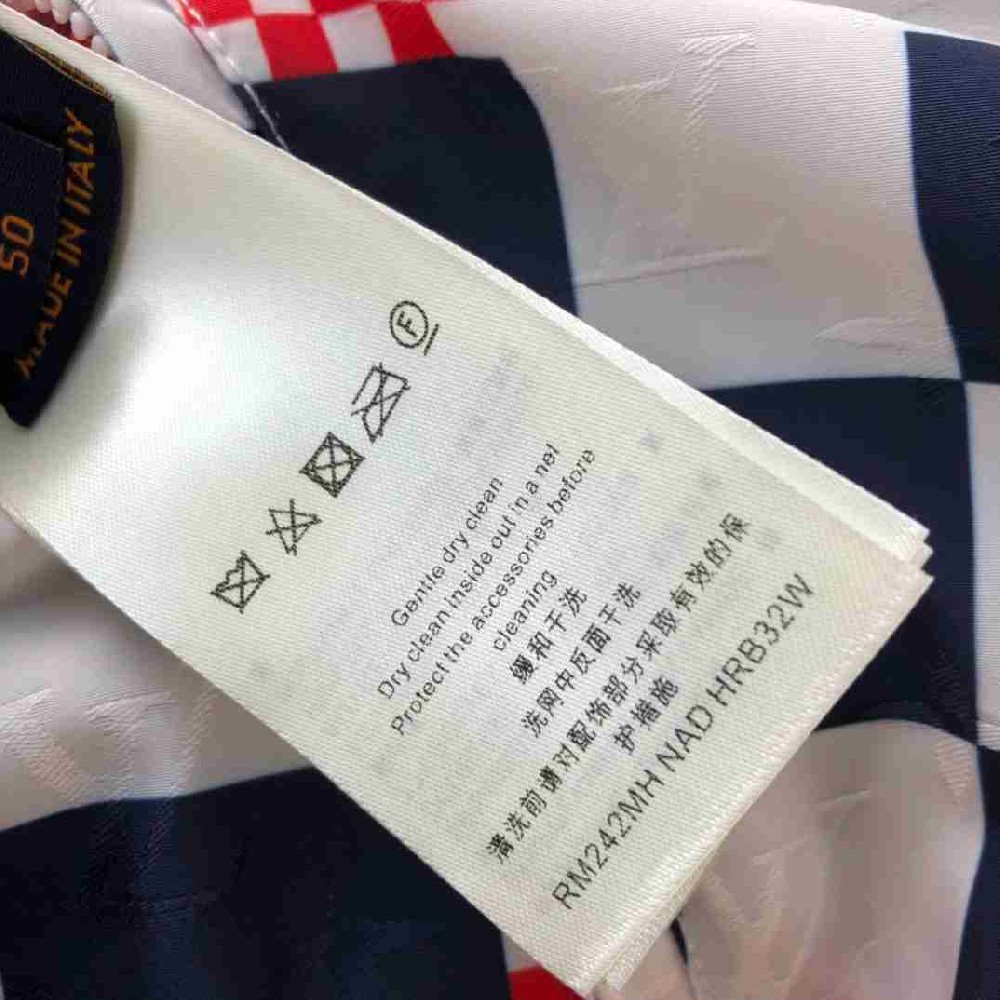 50
MADE IN ITALY
F
Gentle dry clean
Dry clean inside out in a net
Protect the accessories before
cleaning
缓和干洗
洗网中反面干洗
清洗前请对配饰部分采取有效的保
护措施
RM242MH NAD HRB32W